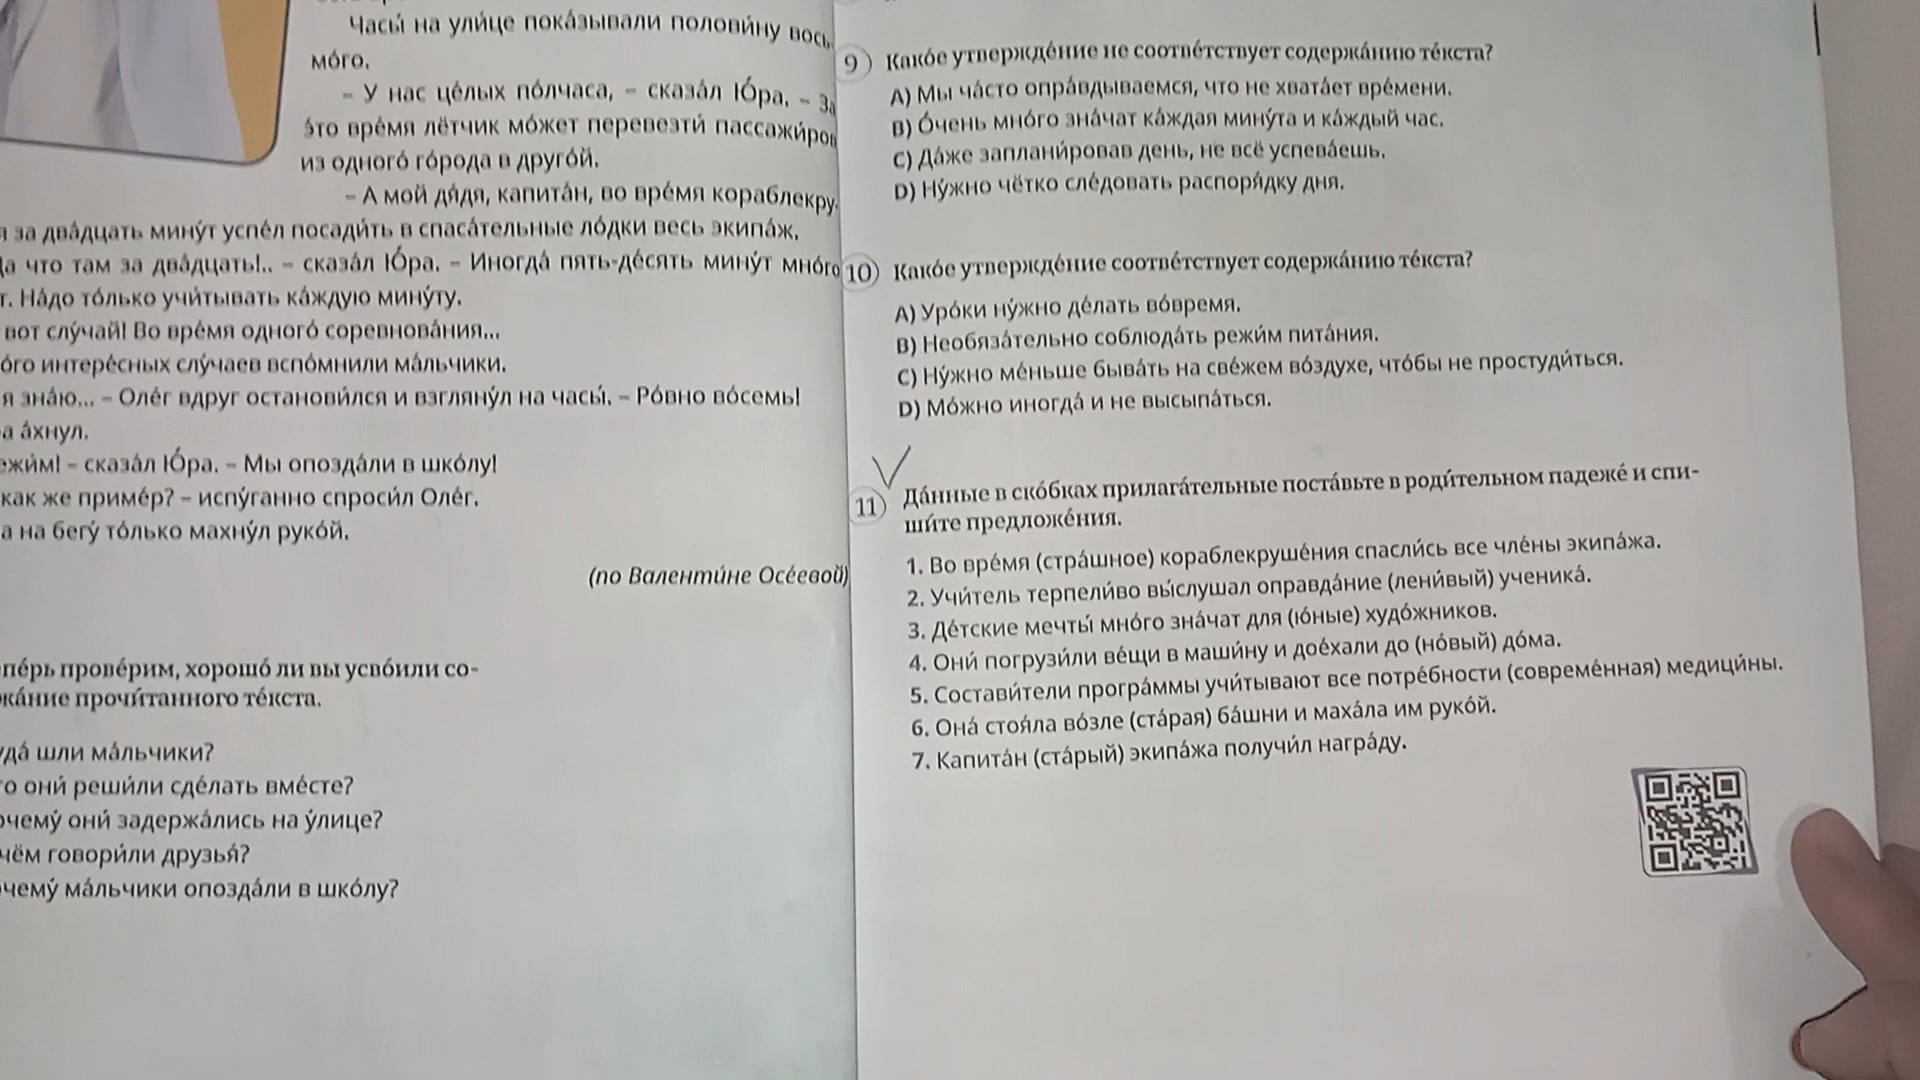 Часы́ на у́лице пока́зывали полови́ну вось-
мо́го.
– У нас це́лых по́лчаса, – сказа́л Ю́ра. – За
э́то вре́мя лётчик мо́жет перевезти́ пассажи́ров
из одного́ го́рода в друго́й.
– А мой дя́дя, капита́н, во вре́мя кораблекру-
я за два́дцать мину́т успе́л посади́ть в спаса́тельные ло́дки весь экипа́ж.
Да что там за два́дцать!.. – сказа́л Ю́ра. – Иногда́ пять-де́сять мину́т мно́го
т. На́до то́лько учи́тывать ка́ждую мину́ту.
вот слу́чай! Во вре́мя одного́ соревнова́ния...
ого интере́сных слу́чаев вспо́мнили ма́льчики.
я зна́ю... – Оле́г вдруг останови́лся и взгляну́л на часы́. – Ро́вно во́семь!
а а́хнул.
ежи́м! – сказа́л Ю́ра. – Мы опозда́ли в шко́лу!
как же приме́р? – испу́ганно спроси́л Оле́г.
а на бегу́ то́лько махну́л руко́й.
(по Валенти́не Осе́евой)
пе́рь прове́рим, хорошо́ ли вы усво́или со-
жа́ние прочи́танного те́кста.
уда́ шли ма́льчики?
то они́ реши́ли сде́лать вме́сте?
очему́ они́ задержа́лись на у́лице?
чём говори́ли друзья́?
очему́ ма́льчики опозда́ли в шко́лу?
9 Како́е утвержде́ние не соотве́тствует содержа́нию те́кста?
A) Мы ча́сто опра́вдываемся, что не хвата́ет вре́мени.
B) О́чень мно́го зна́чат ка́ждая мину́та и ка́ждый час.
C) Да́же заплани́ровав день, не всё успева́ешь.
D) Ну́жно чётко сле́довать распоря́дку дня.
10 Како́е утвержде́ние соотве́тствует содержа́нию те́кста?
A) Уро́ки ну́жно де́лать во́время.
B) Необяза́тельно соблюда́ть режи́м пита́ния.
C) Ну́жно ме́ньше быва́ть на све́жем во́здухе, что́бы не простуди́ться.
D) Мо́жно иногда́ и не высыпа́ться.
11 Да́нные в ско́бках прилага́тельные поста́вьте в роди́тельном падеже́ и спи-
ши́те предложе́ния.
1. Во вре́мя (стра́шное) кораблекруше́ния спасли́сь все чле́ны экипа́жа.
2. Учи́тель терпели́во вы́слушал оправда́ние (лени́вый) ученика́.
3. Де́тские мечты́ мно́го зна́чат для (ю́ные) худо́жников.
4. Они́ погрузи́ли ве́щи в маши́ну и дое́хали до (но́вый) до́ма.
5. Состави́тели програ́ммы учи́тывают все потре́бности (совреме́нная) медици́ны.
6. Она́ стоя́ла во́зле (ста́рая) ба́шни и маха́ла им руко́й.
7. Капита́н (ста́рый) экипа́жа получи́л награ́ду.